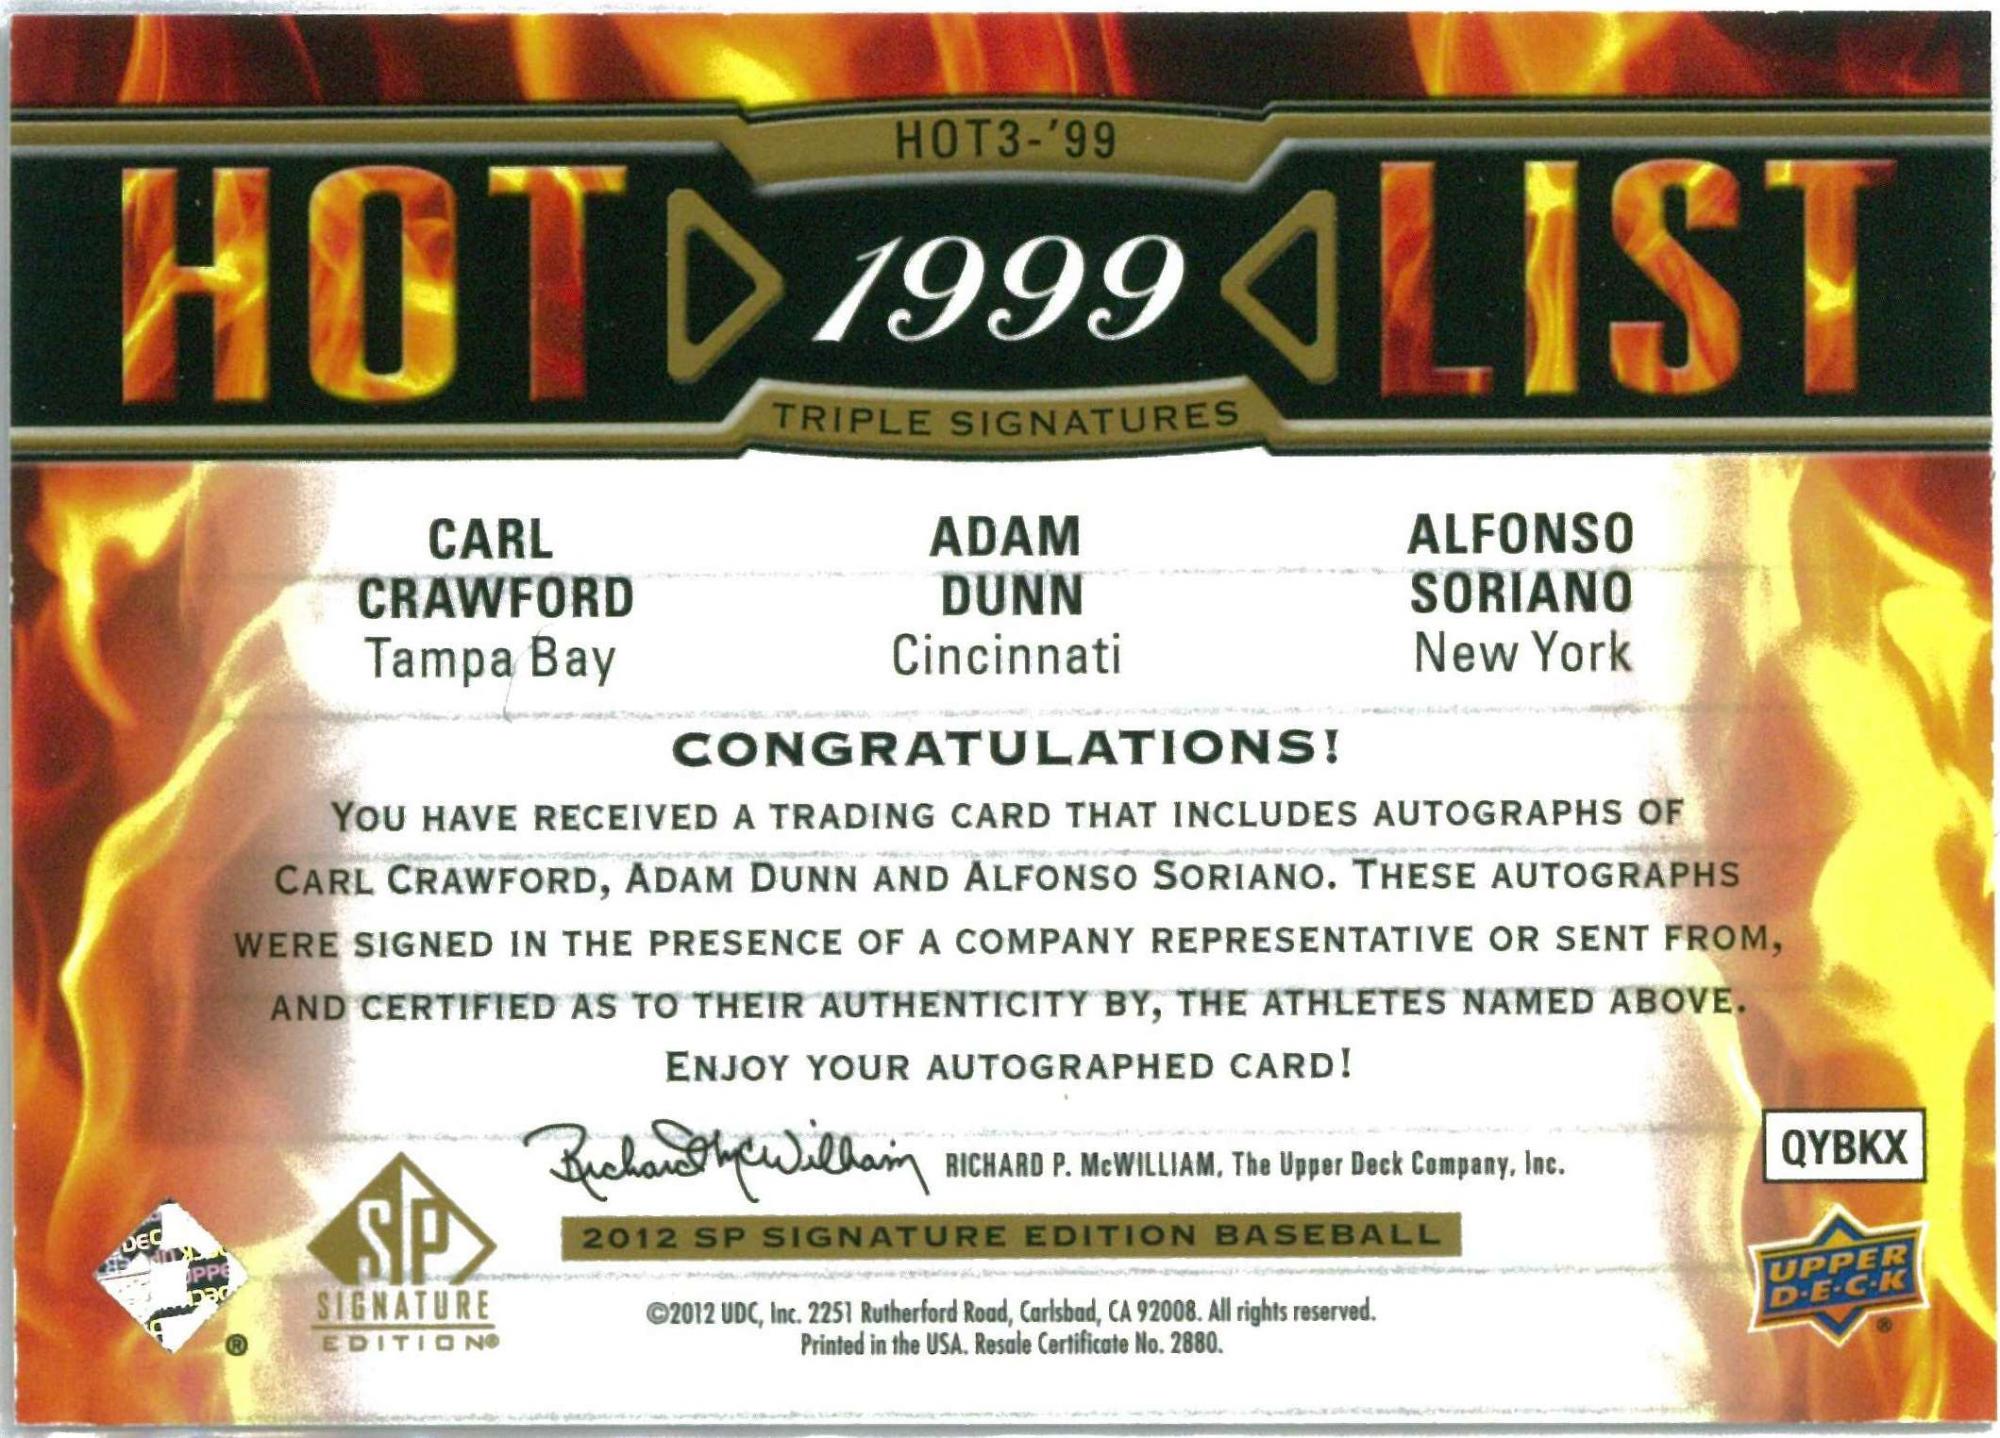 HOT3-'99
HOT 1999 LIST
TRIPLE SIGNATURES
CARL CRAWFORD
Tampa Bay
ADAM DUNN
Cincinnati
ALFONSO SORIANO
New York
CONGRATULATIONS!
YOU HAVE RECEIVED A TRADING CARD THAT INCLUDES AUTOGRAPHS OF
CARL CRAWFORD, ADAM DUNN AND ALFONSO SORIANO. THESE AUTOGRAPHS
WERE SIGNED IN THE PRESENCE OF A COMPANY REPRESENTATIVE OR SENT FROM,
AND CERTIFIED AS TO THEIR AUTHENTICITY BY, THE ATHLETES NAMED ABOVE.
ENJOY YOUR AUTOGRAPHED CARD!
Richard McWilliam RICHARD P. McWILLIAM, The Upper Deck Company, Inc.
QYBKX
2012 SP SIGNATURE EDITION BASEBALL
SP
SIGNATURE
EDITION®
®
UPPER
D·E·C·K
®
©2012 UDC, Inc. 2251 Rutherford Road, Carlsbad, CA 92008. All rights reserved.
Printed in the USA. Resale Certificate No. 2880.